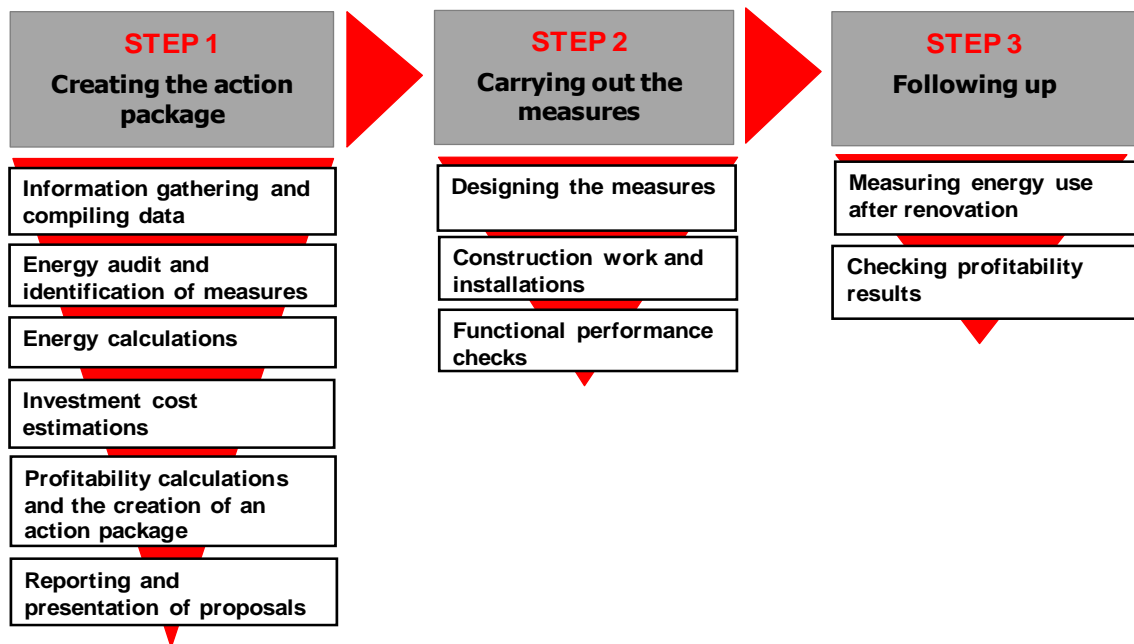 STEP 1
Creating the action
package
Information gathering and
compiling data
Energy audit and
identification of measures
Energy calculations
Investment cost
estimations
Profitability calculations
and the creation of an
action package
Reporting and
presentation of proposals
STEP 2
Carrying out the
measures
Designing the measures
Construction work and
installations
Functional performance
checks
STEP 3
Following up
Measuring energy use
after renovation
Checking profitability
results